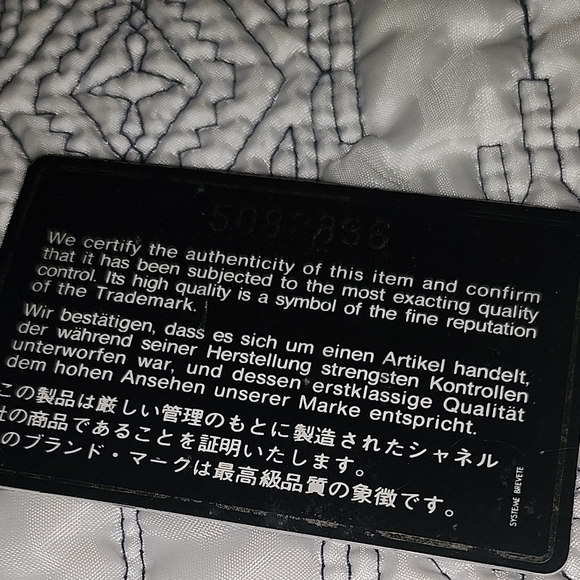 We certify the authenticity of this item and confirm
that it has been subjected to the most exacting quality
control. Its high quality is a symbol of the fine reputation
of the Trademark.
Wir bestätigen, dass es sich um einen Artikel handelt,
der während seiner Herstellung strengsten Kontrollen
unterworfen war, und dessen erstklassige Qualität
dem hohen Ansehen unserer Marke entspricht.
この製品は厳しい管理のもとに製造されたシャネル
社の商品であることを証明いたします。
のブランド・マークは最高級品質の象徴です。
SYSTEME BREVETE